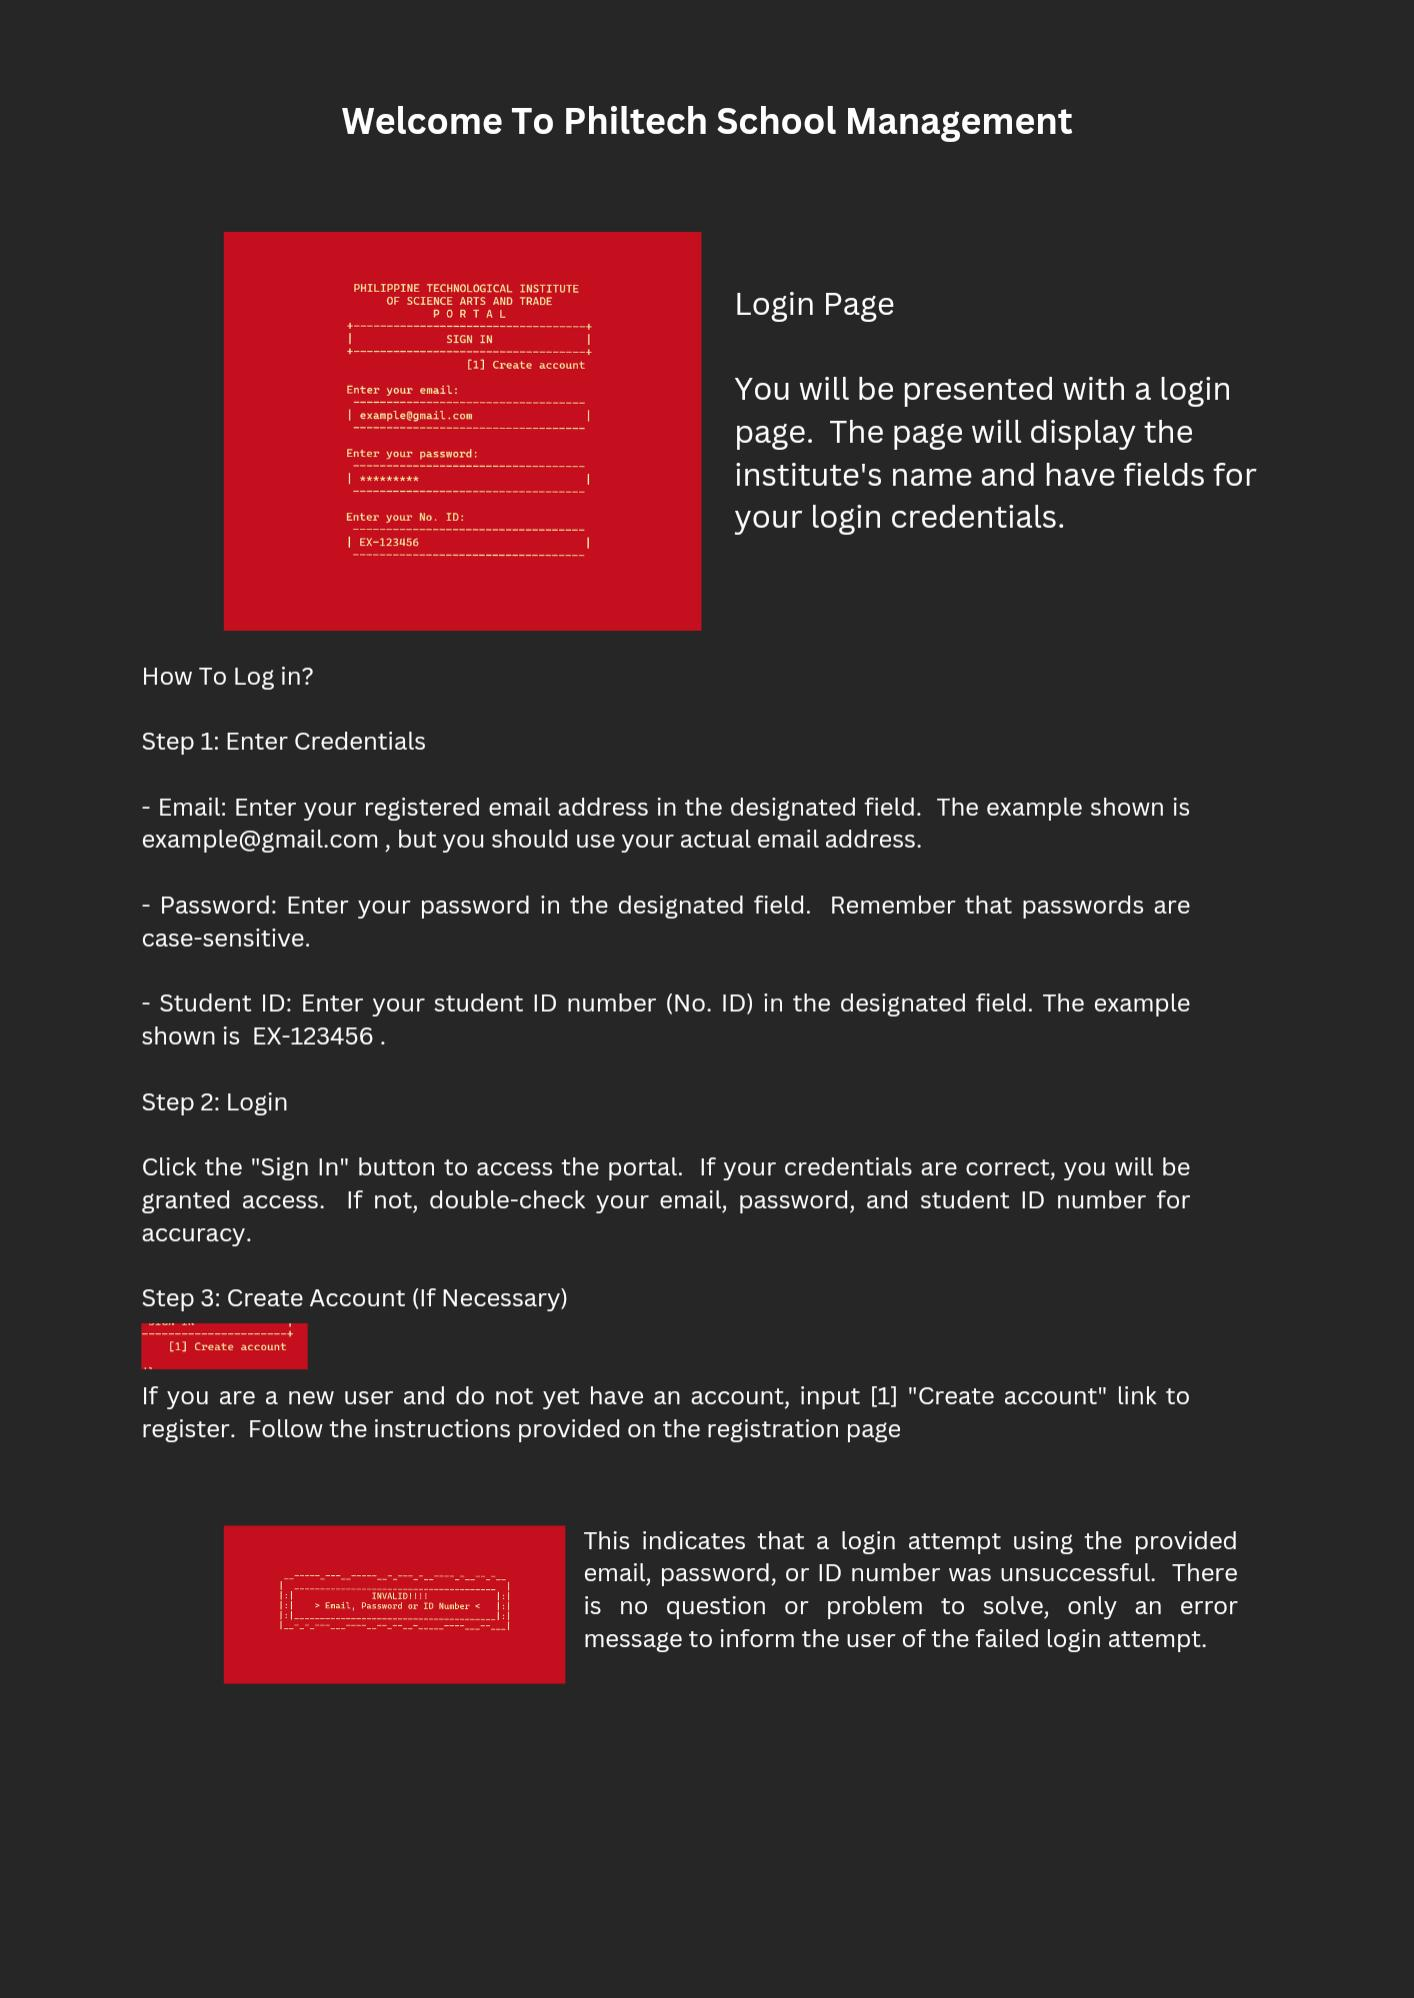 Welcome To Philtech School Management
PHILIPPINE TECHNOLOGICAL INSTITUTE
OF SCIENCE ARTS AND TRADE
P O R T A L
SIGN IN
[1] Create account
Enter your email:
example@gmail.com
Enter your password:
*********
Enter your No. ID:
EX-123456
Login Page
You will be presented with a login
page.  The page will display the
institute's name and have fields for
your login credentials.
How To Log in?
Step 1: Enter Credentials
- Email: Enter your registered email address in the designated field.  The example shown is
example@gmail.com , but you should use your actual email address.
- Password: Enter your password in the designated field.  Remember that passwords are
case-sensitive.
- Student ID: Enter your student ID number (No. ID) in the designated field. The example
shown is  EX-123456 .
Step 2: Login
Click the "Sign In" button to access the portal.  If your credentials are correct, you will be
granted access.  If not, double-check your email, password, and student ID number for
accuracy.
Step 3: Create Account (If Necessary)
SIGN IN
[1] Create account
If you are a new user and do not yet have an account, input [1] "Create account" link to
register.  Follow the instructions provided on the registration page
INVALID!!!!
> Email, Password or ID Number <
This indicates that a login attempt using the provided
email, password, or ID number was unsuccessful.  There
is no question or problem to solve, only an error
message to inform the user of the failed login attempt.